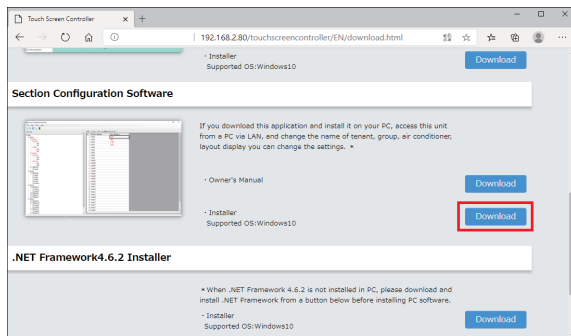 Touch Screen Controller
192.168.2.80/touchscreencontroller/EN/download.html
・Installer
Supported OS:Windows10
Download
Section Configuration Software
If you download this application and install it on your PC, access this unit
from a PC via LAN, and change the name of tenant, group, air conditioner,
layout display you can change the settings. *
・Owner's Manual
Download
・Installer
Supported OS:Windows10
Download
.NET Framework4.6.2 Installer
*When .NET Framework 4.6.2 is not installed in PC, please download and
install .NET Framework from a button below before installing PC software.
・Installer
Supported OS:Windows10
Download